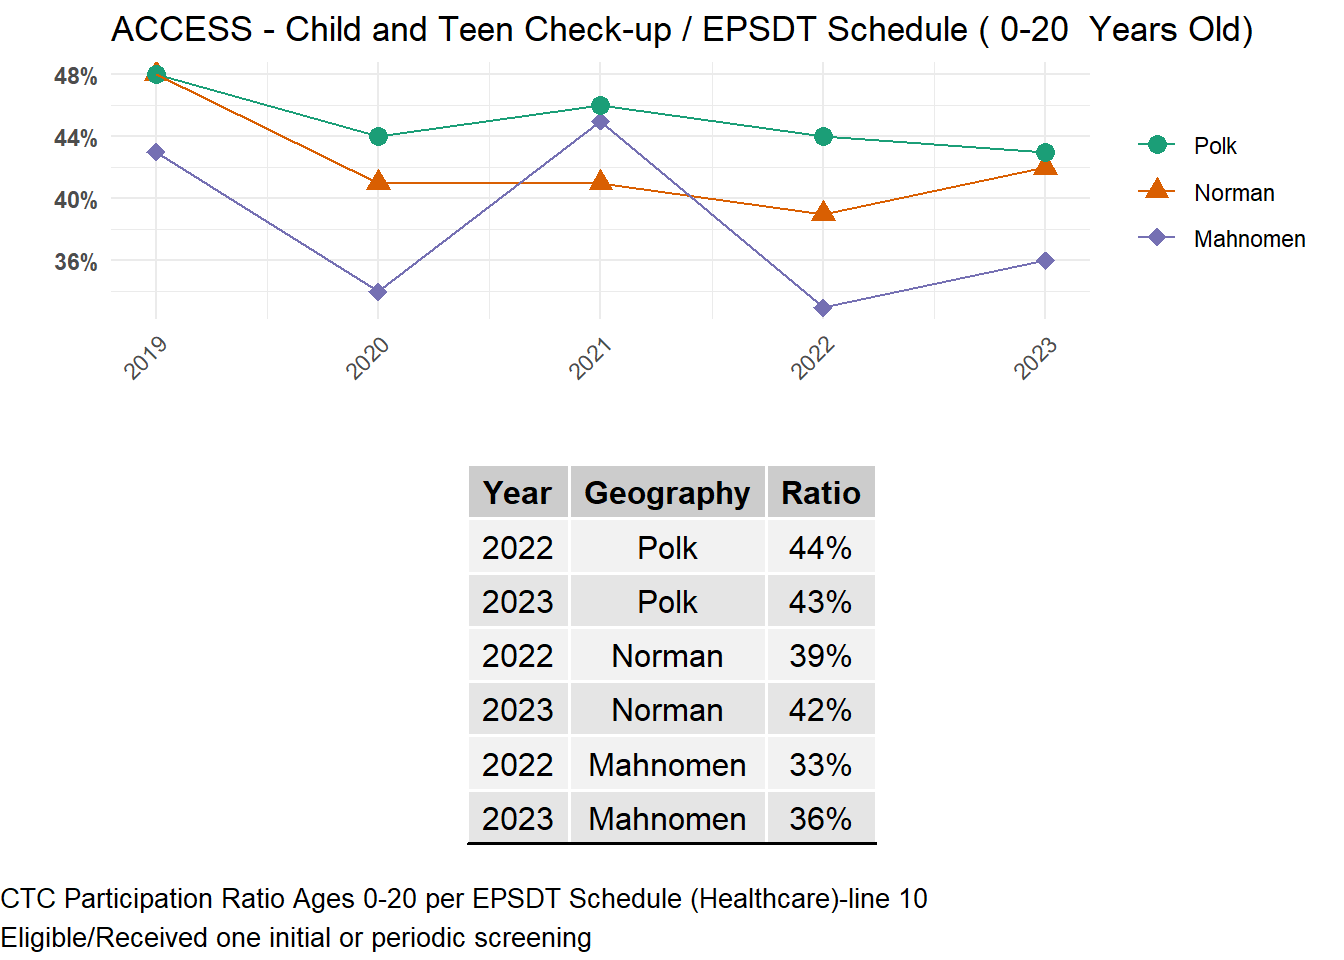 ACCESS - Child and Teen Check-up / EPSDT Schedule ( 0-20  Years Old)
48%
44%
40%
36%
2019
2020
2021
2022
2023
Polk
Norman
Mahnomen
Year Geography Ratio
2022 Polk 44%
2023 Polk 43%
2022 Norman 39%
2023 Norman 42%
2022 Mahnomen 33%
2023 Mahnomen 36%
CTC Participation Ratio Ages 0-20 per EPSDT Schedule (Healthcare)-line 10
Eligible/Received one initial or periodic screening